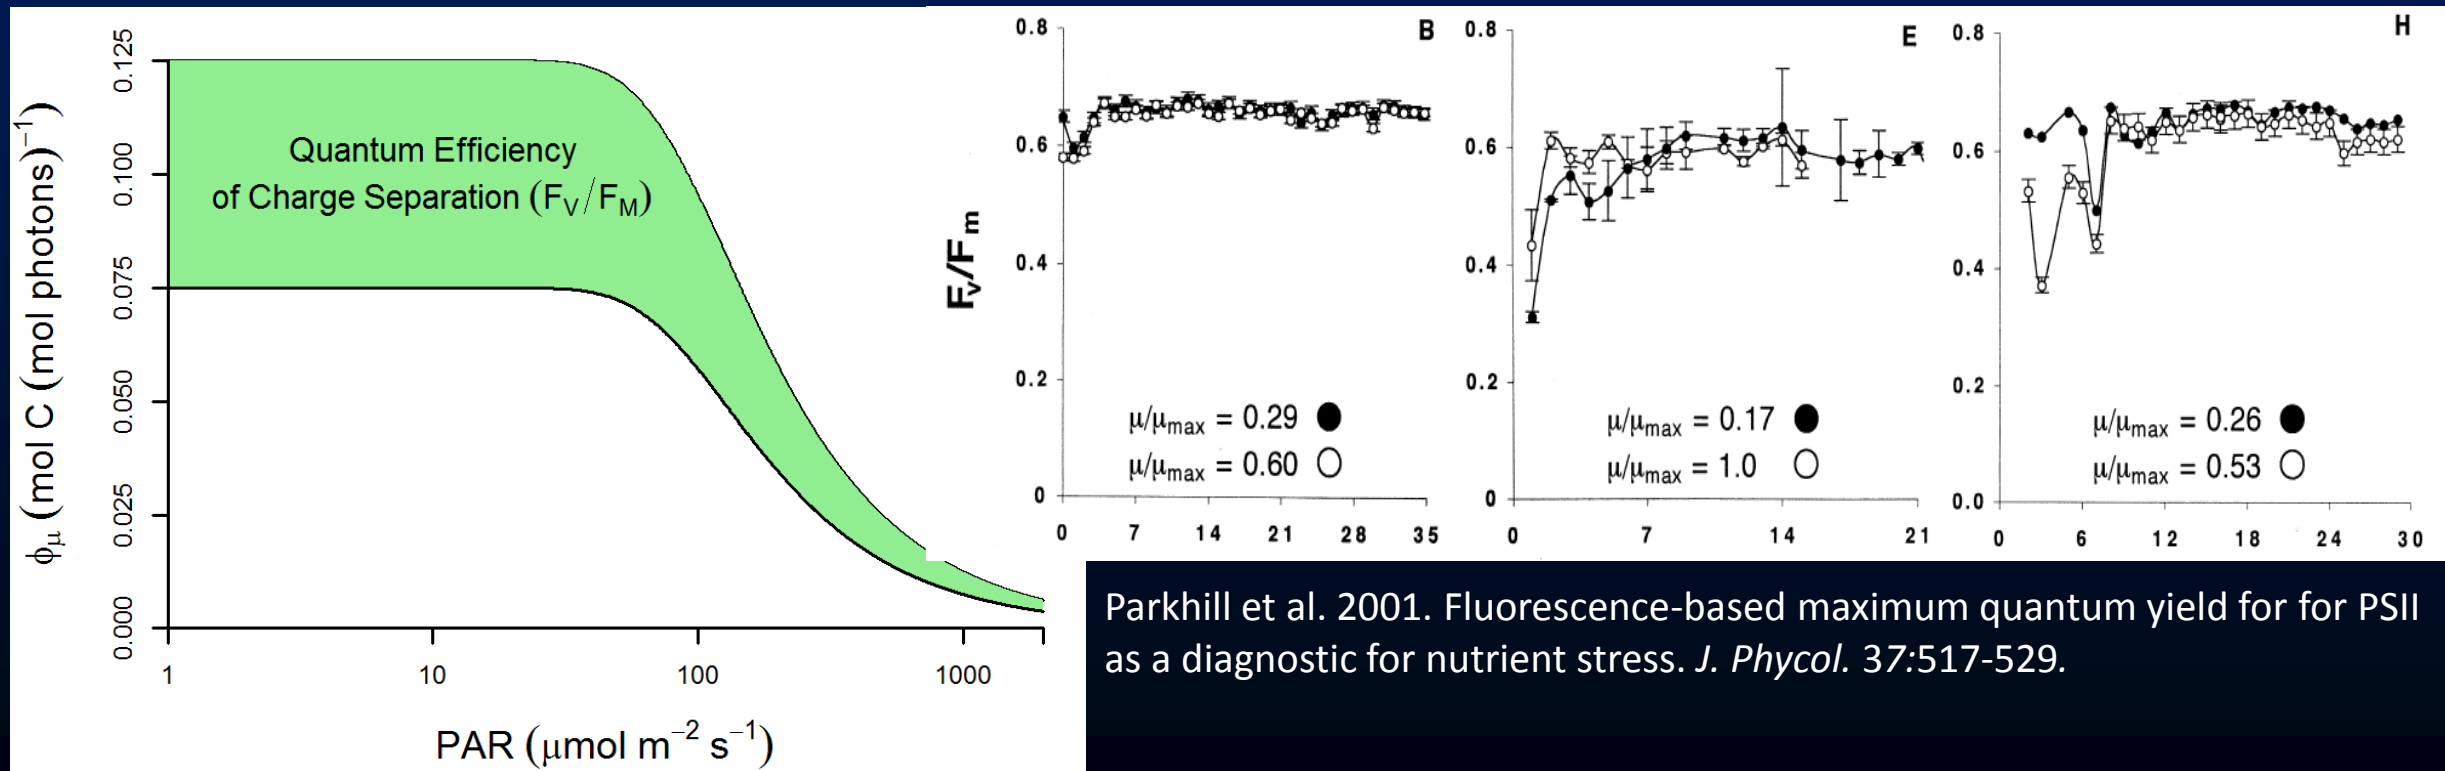 ϕμ (mol C (mol photons)−1)
0.125
0.100
0.075
0.050
0.025
0.000
Quantum Efficiency
of Charge Separation (FV/FM)
1 10 100 1000
PAR (μmol m−2 s−1)
Fv/Fm
B
0.8
0.6
0.4
0.2
0
μ/μmax = 0.29
μ/μmax = 0.60
0 7 14 21 28 35
E
0.8
0.6
0.4
0.2
0
μ/μmax = 0.17
μ/μmax = 1.0
0 7 14 21
H
0.8
0.6
0.4
0.2
0.0
μ/μmax = 0.26
μ/μmax = 0.53
0 6 12 18 24 30
Parkhill et al. 2001. Fluorescence-based maximum quantum yield for for PSII
as a diagnostic for nutrient stress. J. Phycol. 37:517-529.